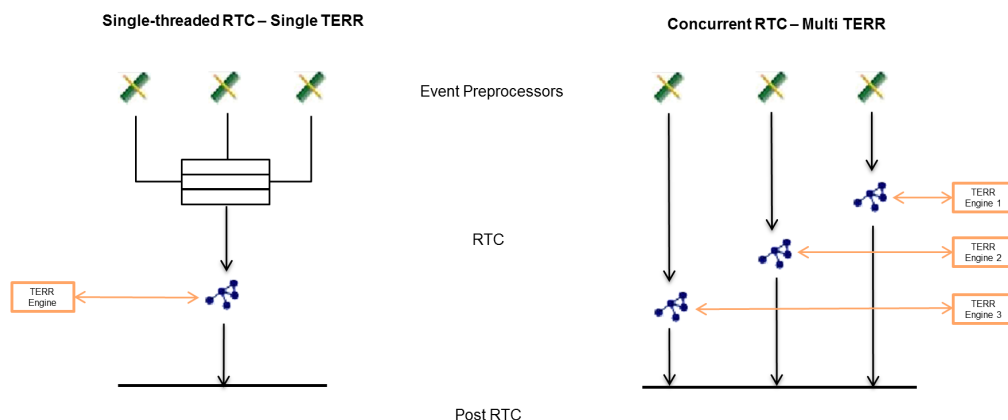 Single-threaded RTC – Single TERR
Concurrent RTC – Multi TERR
Event Preprocessors
TERR
Engine 1
RTC
TERR
Engine 2
TERR
Engine
TERR
Engine 3
Post RTC